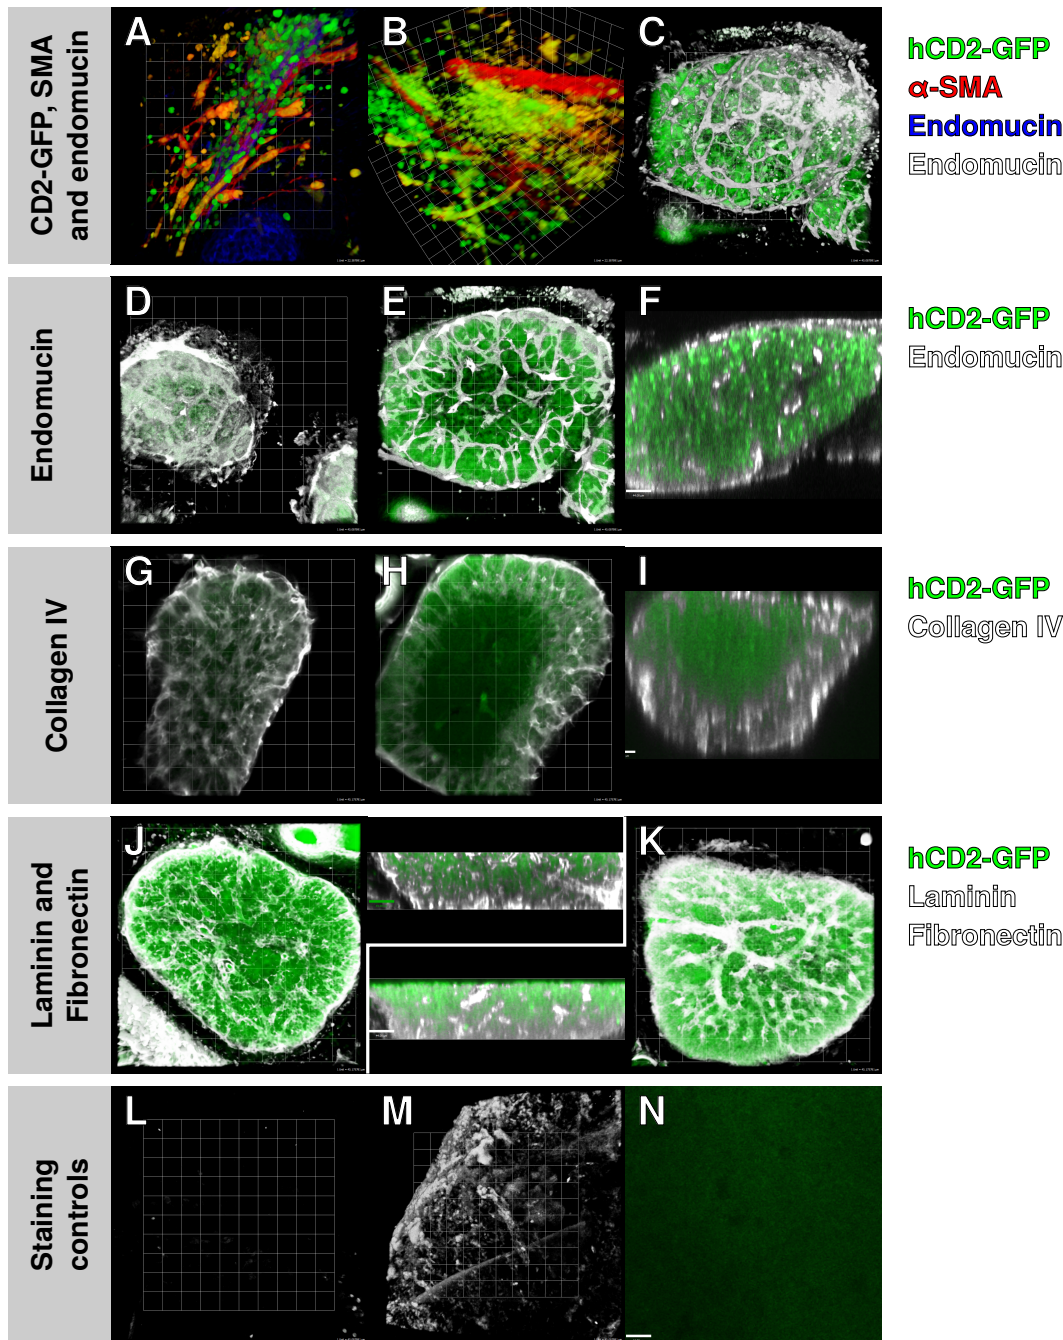 CD2-GFP, SMA
and endomucin
A
B
C
hCD2-GFP
α-SMA
Endomucin
Endomucin
Endomucin
D
E
F
hCD2-GFP
Endomucin
Collagen IV
G
H
I
hCD2-GFP
Collagen IV
Laminin and
Fibronectin
J
K
hCD2-GFP
Laminin
Fibronectin
Staining
controls
L
M
N